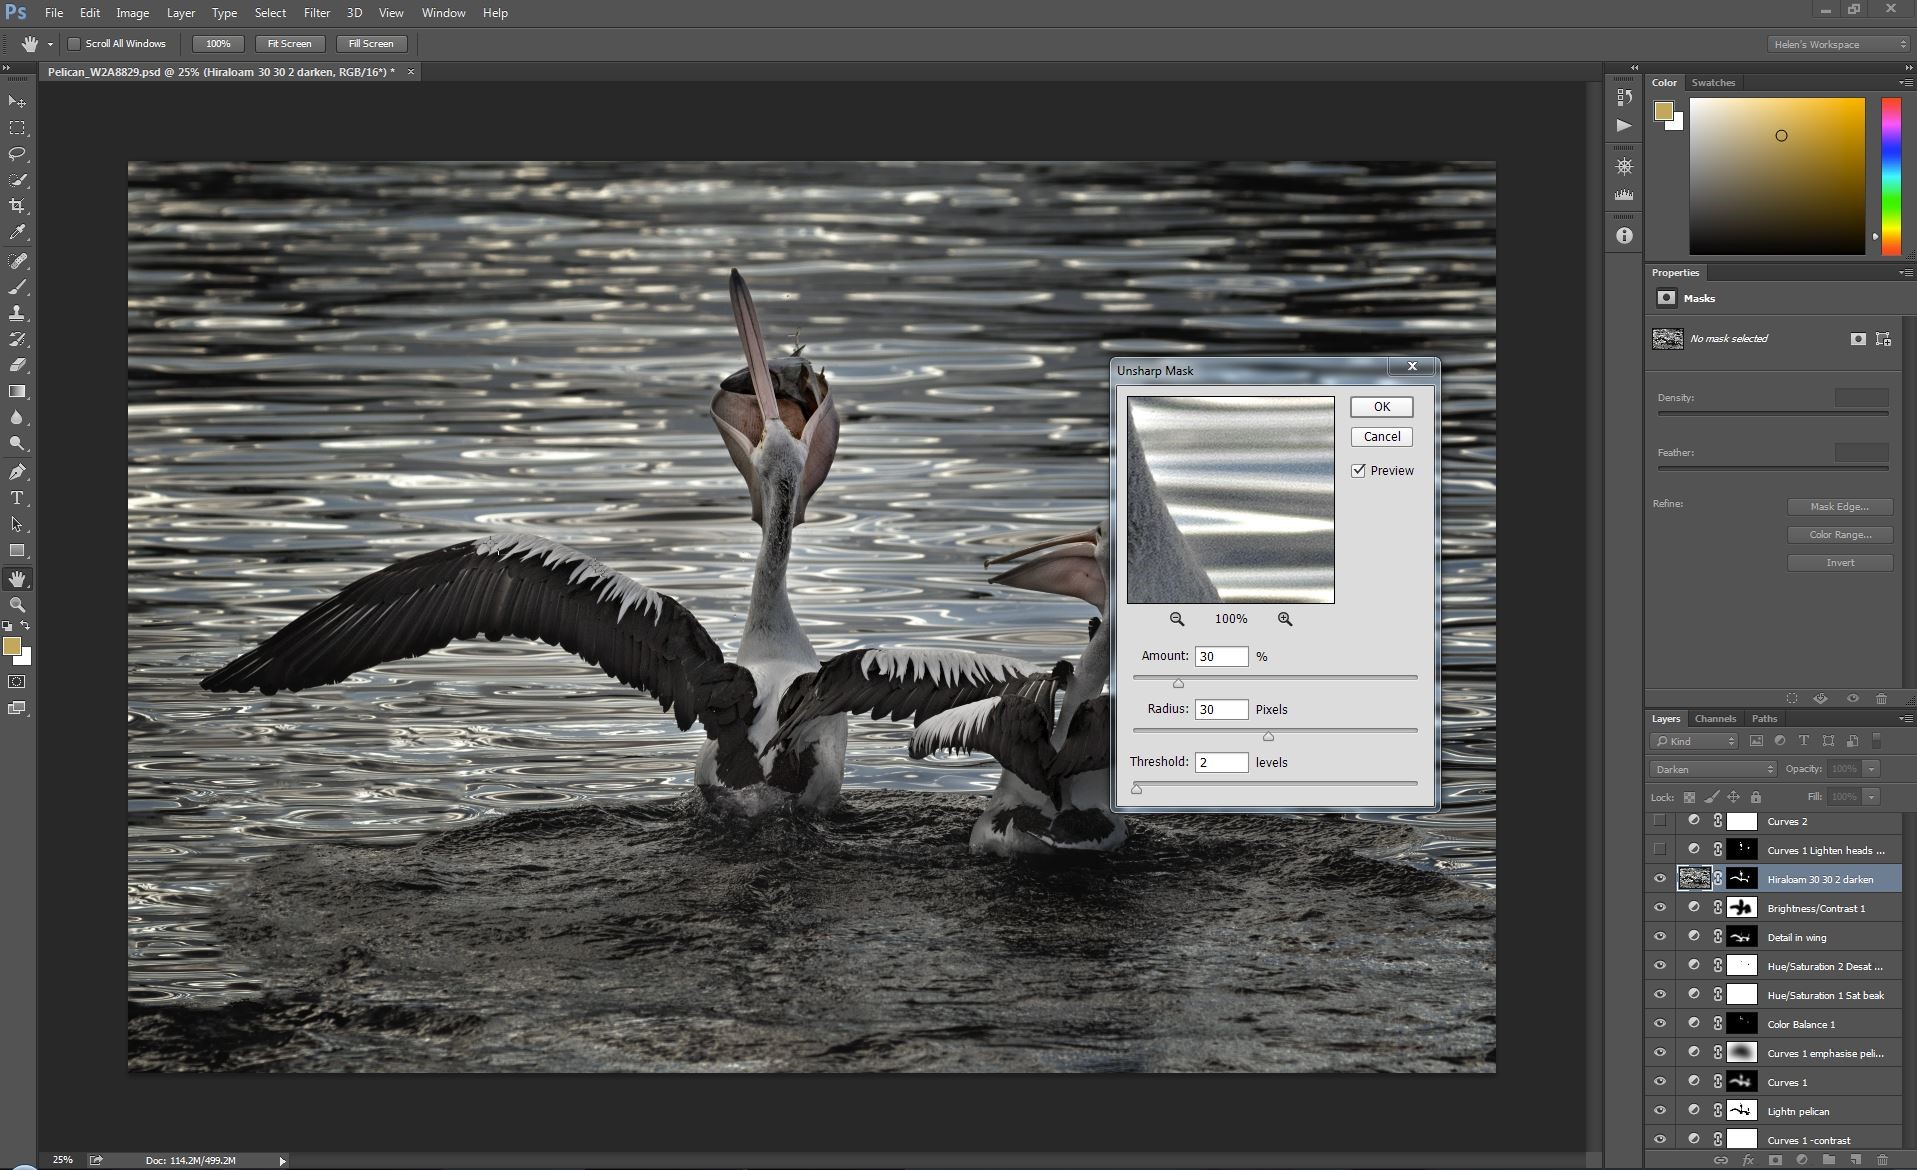 Ps File Edit Image Layer Type Select Filter 3D View Window Help
Scroll All Windows 100% Fit Screen Fill Screen Helen's Workspace
Pelican_W2A8829.psd @ 25% (Hiraloam 30 30 2 darken, RGB/16*) * ×
Color Swatches
Properties
Masks
No mask selected
Density:
Feather:
Refine: Mask Edge...
Color Range...
Invert
Unsharp Mask
OK
Cancel
Preview
100%
Amount: 30 %
Radius: 30 Pixels
Threshold: 2 levels
Layers Channels Paths
Kind
Darken Opacity: 100%
Lock: Fill: 100%
Curves 2
Curves 1 Lighten heads ...
Hiraloam 30 30 2 darken
Brightness/Contrast 1
Detail in wing
Hue/Saturation 2 Desat ...
Hue/Saturation 1 Sat beak
Color Balance 1
Curves 1 emphasise peli...
Curves 1
Lightn pelican
Curves 1 -contrast
25% Doc: 114.2M/499.2M